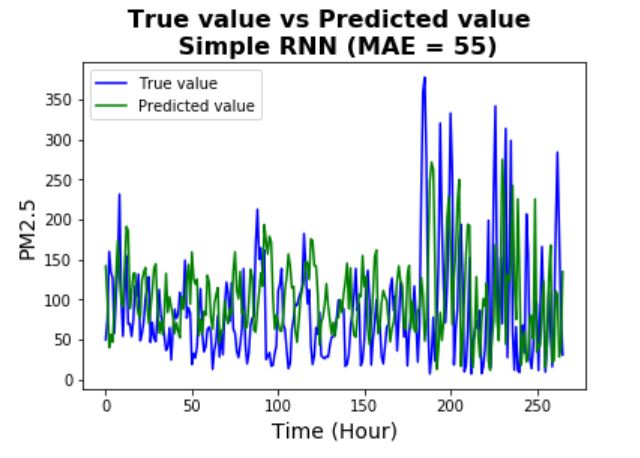 True value vs Predicted value
Simple RNN (MAE = 55)
True value
Predicted value
PM2.5
350
300
250
200
150
100
50
0
0 50 100 150 200 250
Time (Hour)